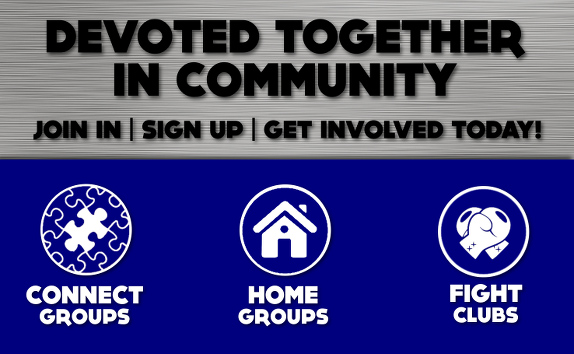 DEVOTED TOGETHER
IN COMMUNITY
JOIN IN | SIGN UP | GET INVOLVED TODAY!
CONNECT
GROUPS
HOME
GROUPS
FIGHT
CLUBS